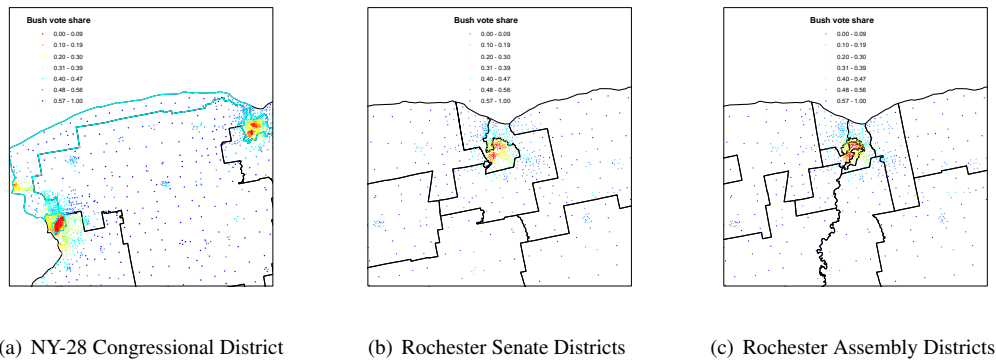 Bush vote share
0.00 - 0.09
0.10 - 0.19
0.20 - 0.30
0.31 - 0.39
0.40 - 0.47
0.48 - 0.56
0.57 - 1.00
Bush vote share
0.00 - 0.09
0.10 - 0.19
0.20 - 0.30
0.31 - 0.39
0.40 - 0.47
0.48 - 0.56
0.57 - 1.00
Bush vote share
0.00 - 0.09
0.10 - 0.19
0.20 - 0.30
0.31 - 0.39
0.40 - 0.47
0.48 - 0.56
0.57 - 1.00
(a) NY-28 Congressional District
(b) Rochester Senate Districts
(c) Rochester Assembly Districts